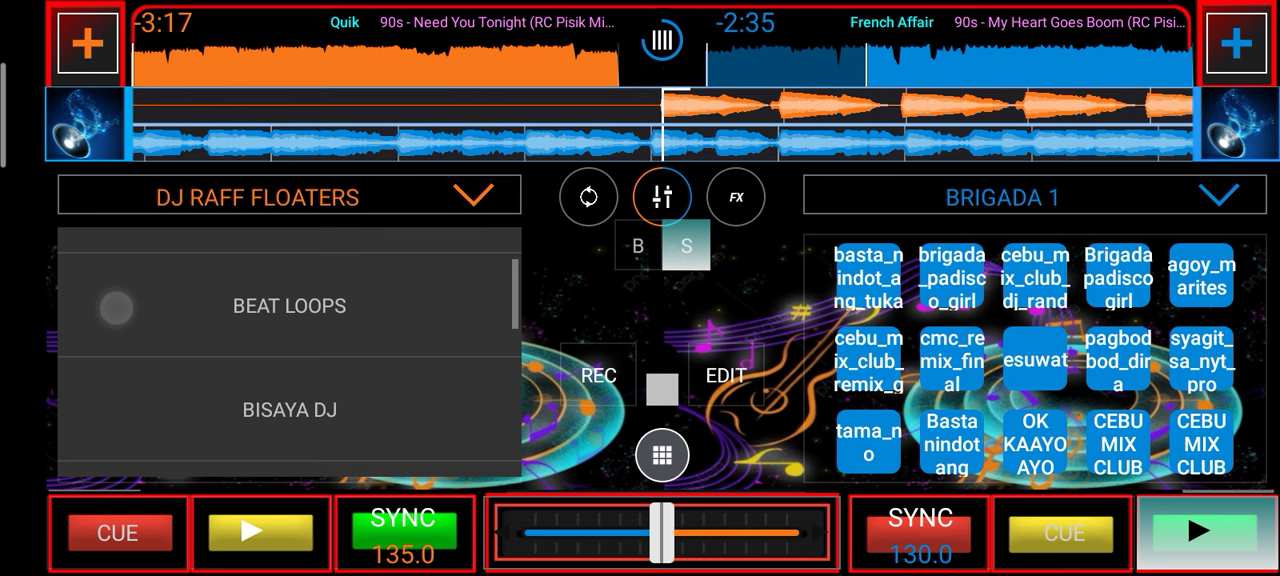 -3:17
Quik
90s - Need You Tonight (RC Pisik Mi...
-2:35
French Affair
90s - My Heart Goes Boom (RC Pisi...
DJ RAFF FLOATERS
FX
BRIGADA 1
B
S
BEAT LOOPS
BISAYA DJ
REC
EDIT
basta_n
indot_a
ng_tuka
brigada
_padisc
o_girl
cebu_m
ix_club_
dj_rand
Brigada
padisco
girl
agoy_m
arites
cebu_m
ix_club_
remix_g
cmc_re
mix_fin
al
esuwat
pagbod
bod_dir
a
syagit_
sa_nyt_
pro
tama_n
o
Basta
nindot
ang
OK
KAAYO
AYO
CEBU
MIX
CLUB
CEBU
MIX
CLUB
CUE
SYNC
135.0
SYNC
130.0
CUE